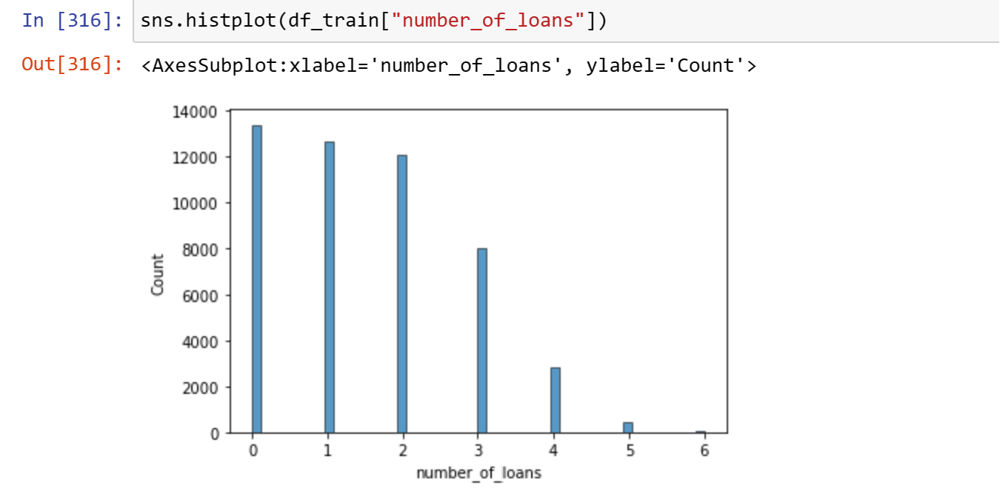 In [316]: sns.histplot(df_train["number_of_loans"])
Out[316]: <AxesSubplot:xlabel='number_of_loans', ylabel='Count'>
14000
12000
10000
8000
6000
4000
2000
0
Count
0 1 2 3 4 5 6
number_of_loans